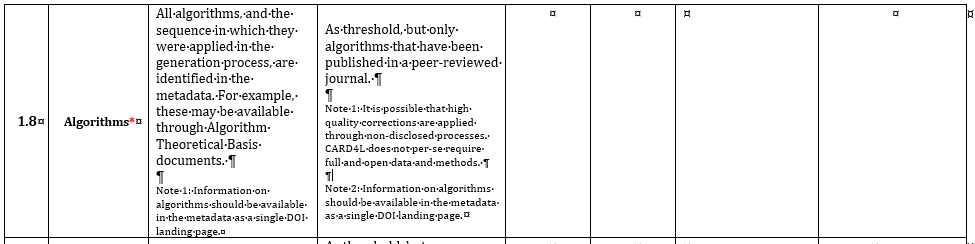 1.8¤
Algorithms*¤
All·algorithms,·and·the·
sequence·in·which·they·
were·applied·in·the·
generation·process,·are·
identified·in·the·
metadata.·For·example,·
these·may·be·available·
through·Algorithm·
Theoretical·Basis·
documents.·¶
¶
Note·1:·Information·on·
algorithms·should·be·available·
in·the·metadata·as·a·single·DOI·
landing·page.¤
As·threshold,·but·only·
algorithms·that·have·been·
published·in·a·peer-reviewed·
journal.·¶
¶
Note·1:·It·is·possible·that·high·
quality·corrections·are·applied·
through·non-disclosed·processes.·
CARD4L·does·not·per-se·require·
full·and·open·data·and·methods.·¶
¶
Note·2:·Information·on·algorithms·
should·be·available·in·the·metadata·
as·a·single·DOI·landing·page.¤
¤
¤
¤
¤
¤